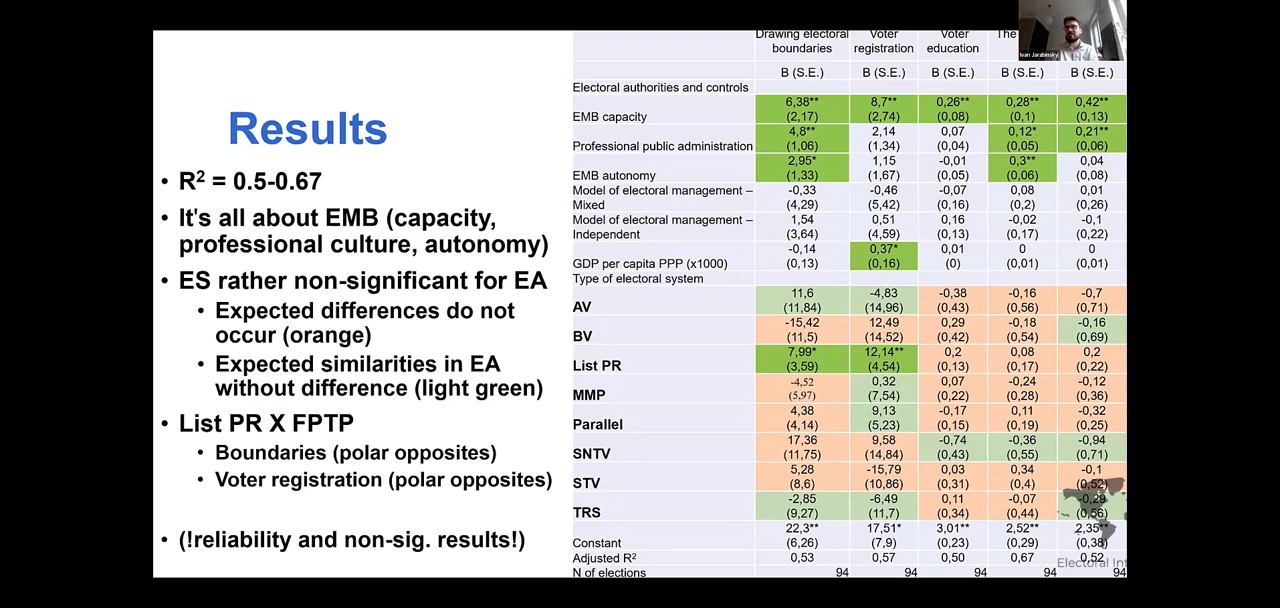 Results
• R² = 0.5-0.67
• It's all about EMB (capacity,
professional culture, autonomy)
• ES rather non-significant for EA
• Expected differences do not
occur (orange)
• Expected similarities in EA
without difference (light green)
• List PR X FPTP
• Boundaries (polar opposites)
• Voter registration (polar opposites)
• (!reliability and non-sig. results!)
Drawing electoral Voter Voter The
boundaries registration education
Ivan Jarabinsky
B (S.E.) B (S.E.) B (S.E.) B (S.E.) B (S.E.)
Electoral authorities and controls
6,38** 8,7** 0,26** 0,28** 0,42**
EMB capacity (2,17) (2,74) (0,08) (0,1) (0,13)
4,8** 2,14 0,07 0,12* 0,21**
Professional public administration (1,06) (1,34) (0,04) (0,05) (0,06)
2,95* 1,15 -0,01 0,3** 0,04
EMB autonomy (1,33) (1,67) (0,05) (0,06) (0,08)
Model of electoral management – -0,33 -0,46 -0,07 0,08 0,01
Mixed (4,29) (5,42) (0,16) (0,2) (0,26)
Model of electoral management – 1,54 0,51 0,16 -0,02 -0,1
Independent (3,64) (4,59) (0,13) (0,17) (0,22)
-0,14 0,37* 0,01 0 0
GDP per capita PPP (x1000) (0,13) (0,16) (0) (0,01) (0,01)
Type of electoral system
11,6 -4,83 -0,38 -0,16 -0,7
AV (11,84) (14,96) (0,43) (0,56) (0,71)
-15,42 12,49 0,29 -0,18 -0,16
BV (11,5) (14,52) (0,42) (0,54) (0,69)
7,99* 12,14** 0,2 0,08 0,2
List PR (3,59) (4,54) (0,13) (0,17) (0,22)
-4,52 0,32 0,07 -0,24 -0,12
MMP (5,97) (7,54) (0,22) (0,28) (0,36)
4,38 9,13 -0,17 0,11 -0,32
Parallel (4,14) (5,23) (0,15) (0,19) (0,25)
17,36 9,58 -0,74 -0,36 -0,94
SNTV (11,75) (14,84) (0,43) (0,55) (0,71)
5,28 -15,79 0,03 0,34 -0,1
STV (8,6) (10,86) (0,31) (0,4) (0,52)
-2,85 -6,49 0,11 -0,07 -0,29
TRS (9,27) (11,7) (0,34) (0,44) (0,56)
22,3** 17,51* 3,01** 2,52** 2,35**
Constant (6,26) (7,9) (0,23) (0,29) (0,38)
Adjusted R² 0,53 0,57 0,50 0,67 0,52
Electoral Int
N of elections 94 94 94 94 94